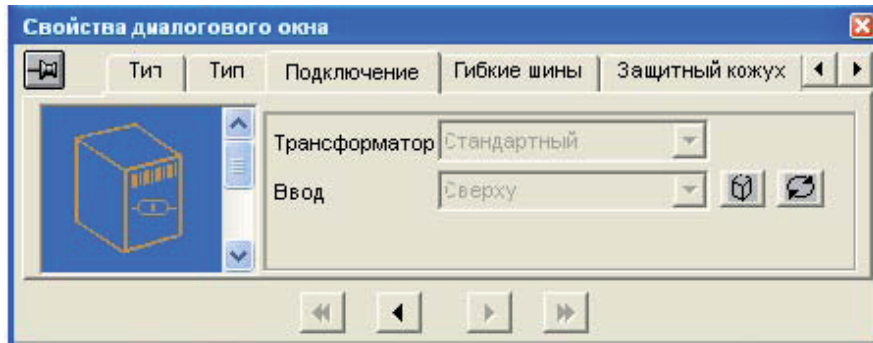 Свойства диалогового окна
Тип Тип Подключение Гибкие шины Защитный кожух
Трансформатор Стандартный
Ввод Сверху